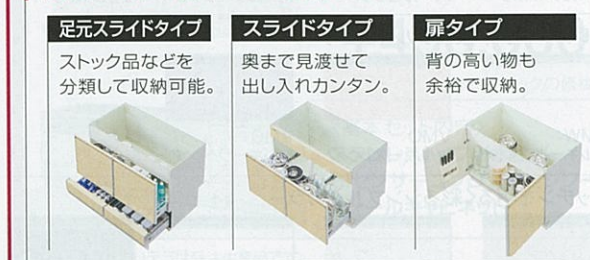 足元スライドタイプ
ストック品などを
分類して収納可能。
スライドタイプ
奥まで見渡せて
出し入れカンタン。
扉タイプ
背の高い物も
余裕で収納。